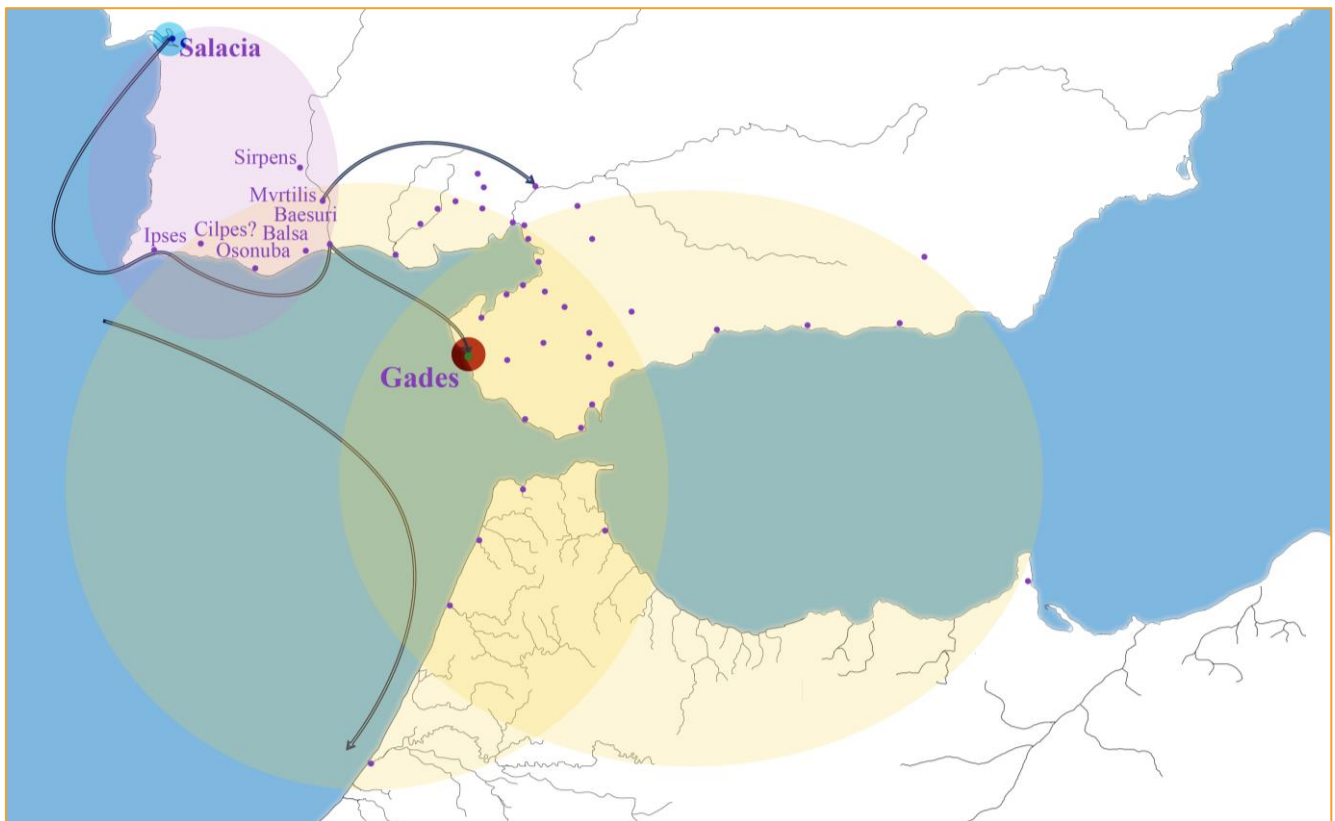 Salacia
Sirpens
Mvrtilis
Baesuri
Cilpes? Balsa
Ipses
Osonuba
Gades